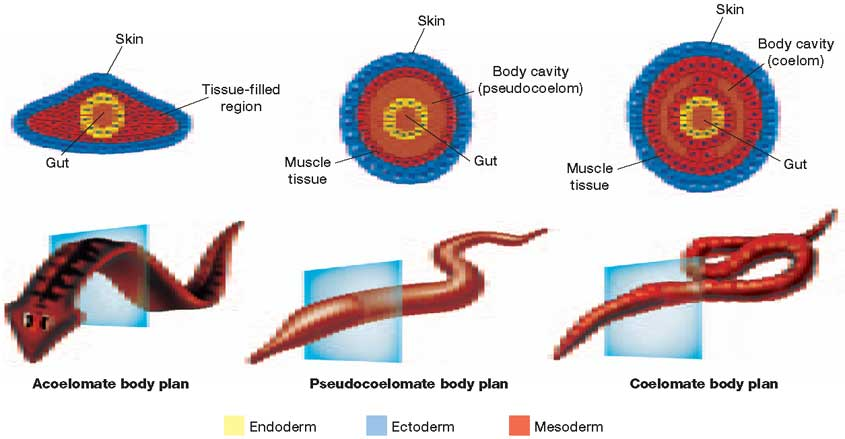 Skin
Tissue-filled
region
Gut
Skin
Body cavity
(pseudocoelom)
Muscle
tissue
Gut
Skin
Body cavity
(coelom)
Muscle
tissue
Gut
Acoelomate body plan
Pseudocoelomate body plan
Coelomate body plan
Endoderm
Ectoderm
Mesoderm